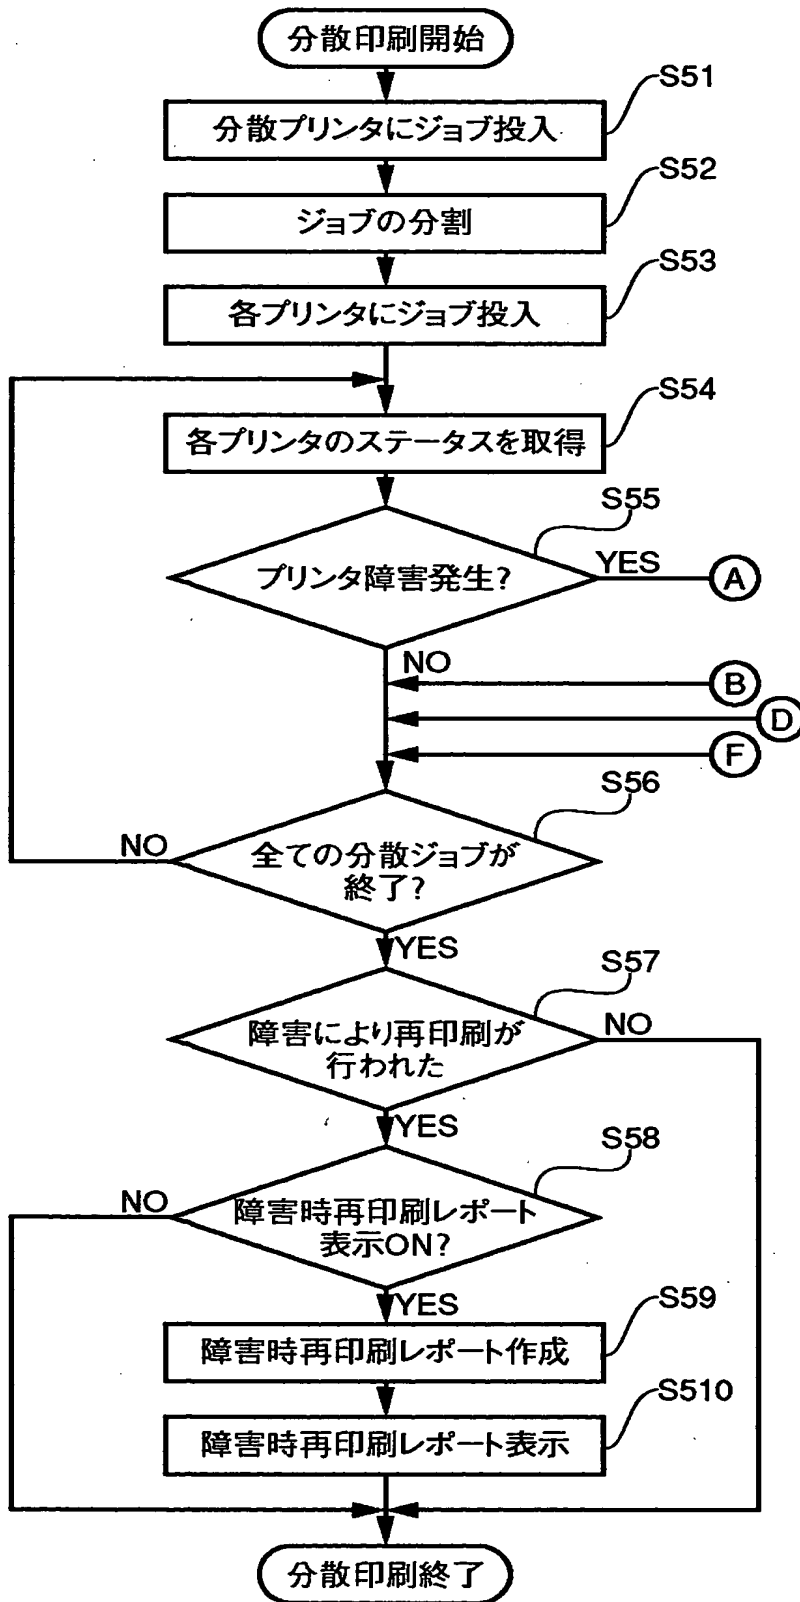 分散印刷開始
S51
分散プリンタにジョブ投入
S52
ジョブの分割
S53
各プリンタにジョブ投入
S54
各プリンタのステータスを取得
S55
プリンタ障害発生?
YES
A
NO
B
D
F
S56
NO
全ての分散ジョブが
終了?
YES
S57
NO
障害により再印刷が
行われた
YES
S58
NO
障害時再印刷レポート
表示ON?
YES
S59
障害時再印刷レポート作成
S510
障害時再印刷レポート表示
分散印刷終了